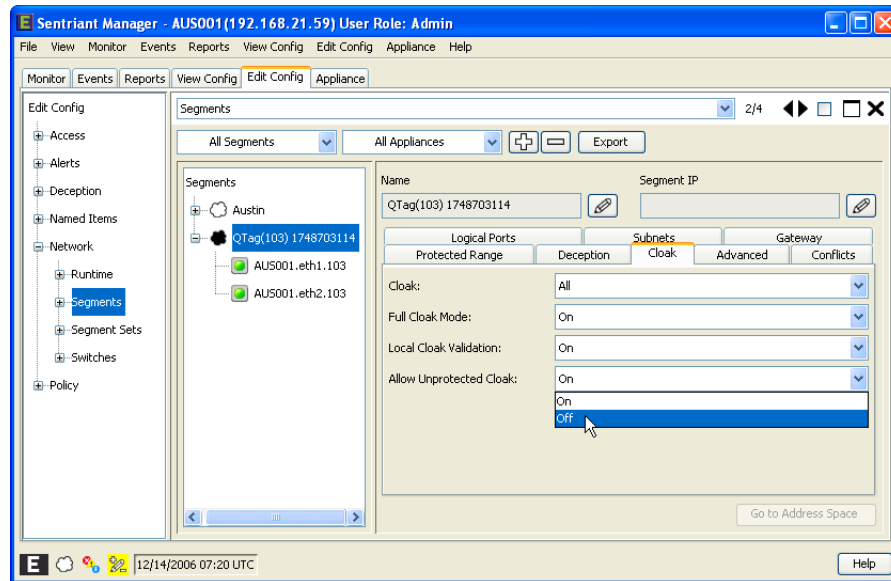 E Sentriant Manager - AUS001(192.168.21.59) User Role: Admin
File View Monitor Events Reports View Config Edit Config Appliance Help
Monitor Events Reports View Config Edit Config Appliance
Edit Config
Access
Alerts
Deception
Named Items
Network
Runtime
Segments
Segment Sets
Switches
Policy
Segments 2/4
All Segments All Appliances Export
Segments
Austin
QTag(103) 1748703114
AUS001.eth1.103
AUS001.eth2.103
Name Segment IP
QTag(103) 1748703114
Logical Ports Subnets Gateway
Protected Range Deception Cloak Advanced Conflicts
Cloak: All
Full Cloak Mode: On
Local Cloak Validation: On
Allow Unprotected Cloak: On
On
Off
Go to Address Space
E 12/14/2006 07:20 UTC Help